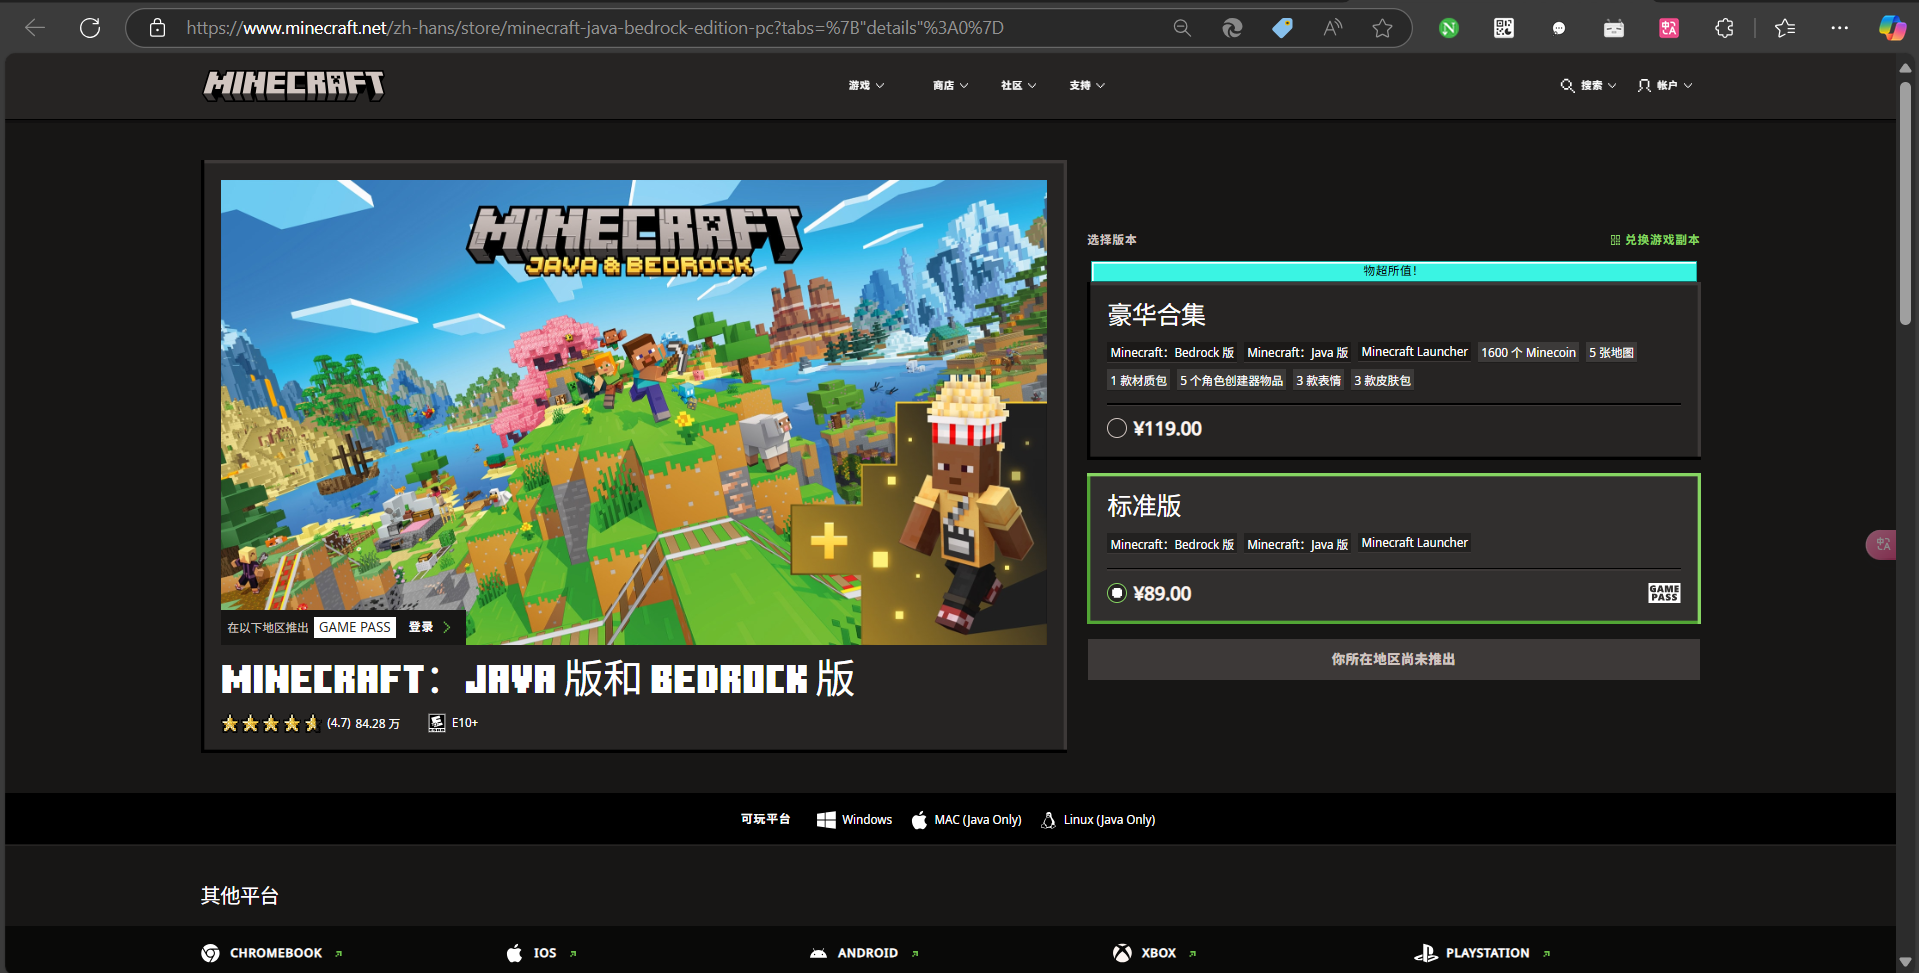 https://www.minecraft.net/zh-hans/store/minecraft-java-bedrock-edition-pc?tabs=%7B"details"%3A0%7D
MINECRAFT
游戏
商店
社区
支持
搜索
帐户
MINECRAFT
JAVA & BEDROCK
在以下地区推出 GAME PASS 登录
MINECRAFT：JAVA 版和 BEDROCK 版
(4.7) 84.28 万
E10+
选择版本
兑换游戏副本
物超所值！
豪华合集
Minecraft：Bedrock 版 Minecraft：Java 版 Minecraft Launcher 1600 个 Minecoin 5 张地图
1 款材质包 5 个角色创建器物品 3 款表情 3 款皮肤包
¥119.00
标准版
Minecraft：Bedrock 版 Minecraft：Java 版 Minecraft Launcher
¥89.00
GAME PASS
你所在地区尚未推出
可玩平台 Windows MAC (Java Only) Linux (Java Only)
其他平台
CHROMEBOOK IOS ANDROID XBOX PLAYSTATION